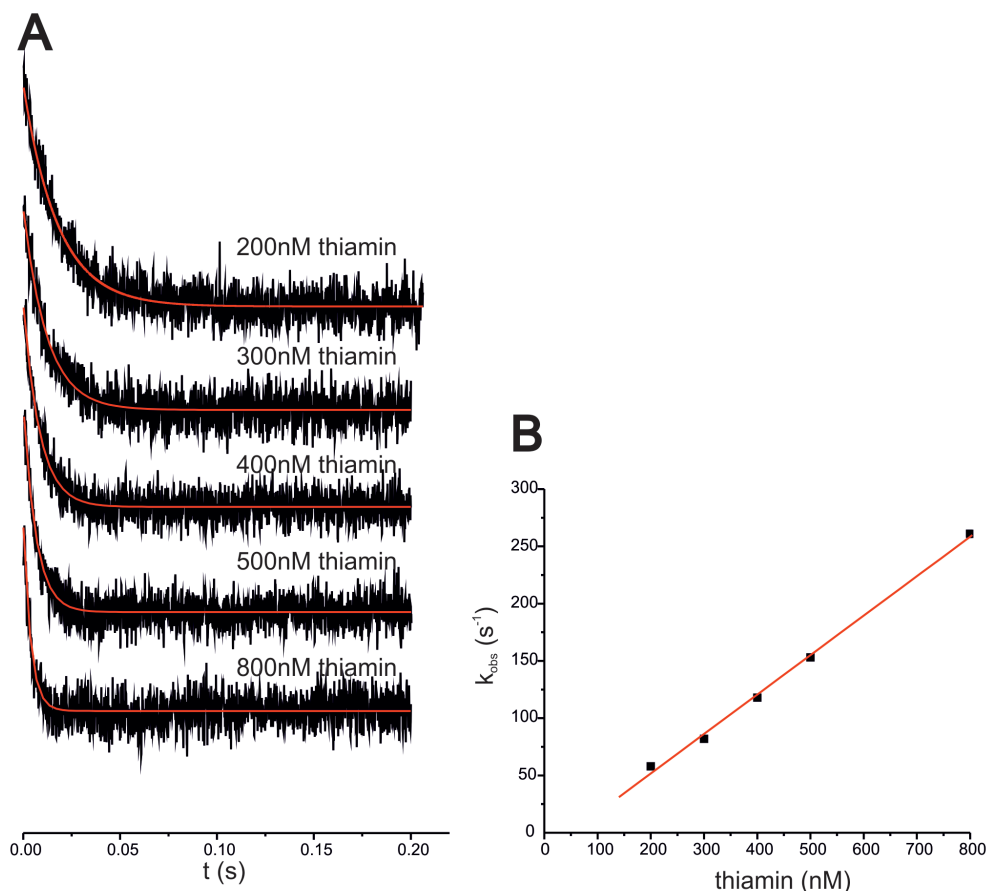 A
200nM thiamin
300nM thiamin
400nM thiamin
500nM thiamin
800nM thiamin
0.00 0.05 0.10 0.15 0.20
t (s)
B
300
250
200
150
100
50
0
k_obs (s⁻¹)
0 100 200 300 400 500 600 700 800
thiamin (nM)